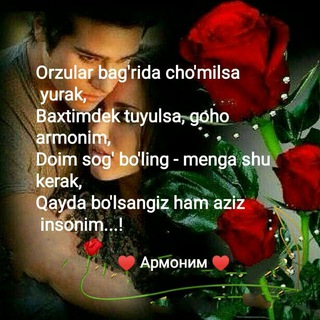 Orzular bag'rida cho'milsa
yurak,
Baxtimdek tuyulsa, goho
armonim,
Doim sog' bo'ling - menga shu
kerak,
Qayda bo'lsangiz ham aziz
insonim...!
♥ Армоним ♥